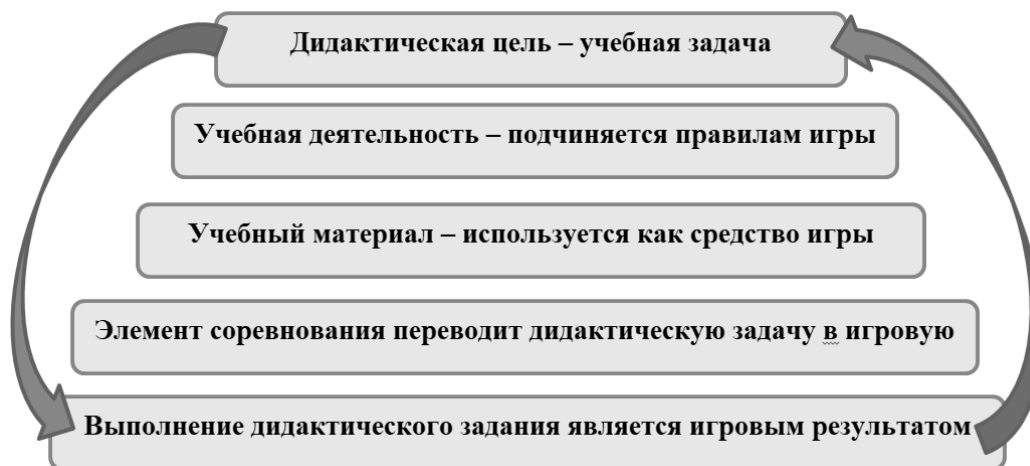 Дидактическая цель – учебная задача
Учебная деятельность – подчиняется правилам игры
Учебный материал – используется как средство игры
Элемент соревнования переводит дидактическую задачу в игровую
Выполнение дидактического задания является игровым результатом